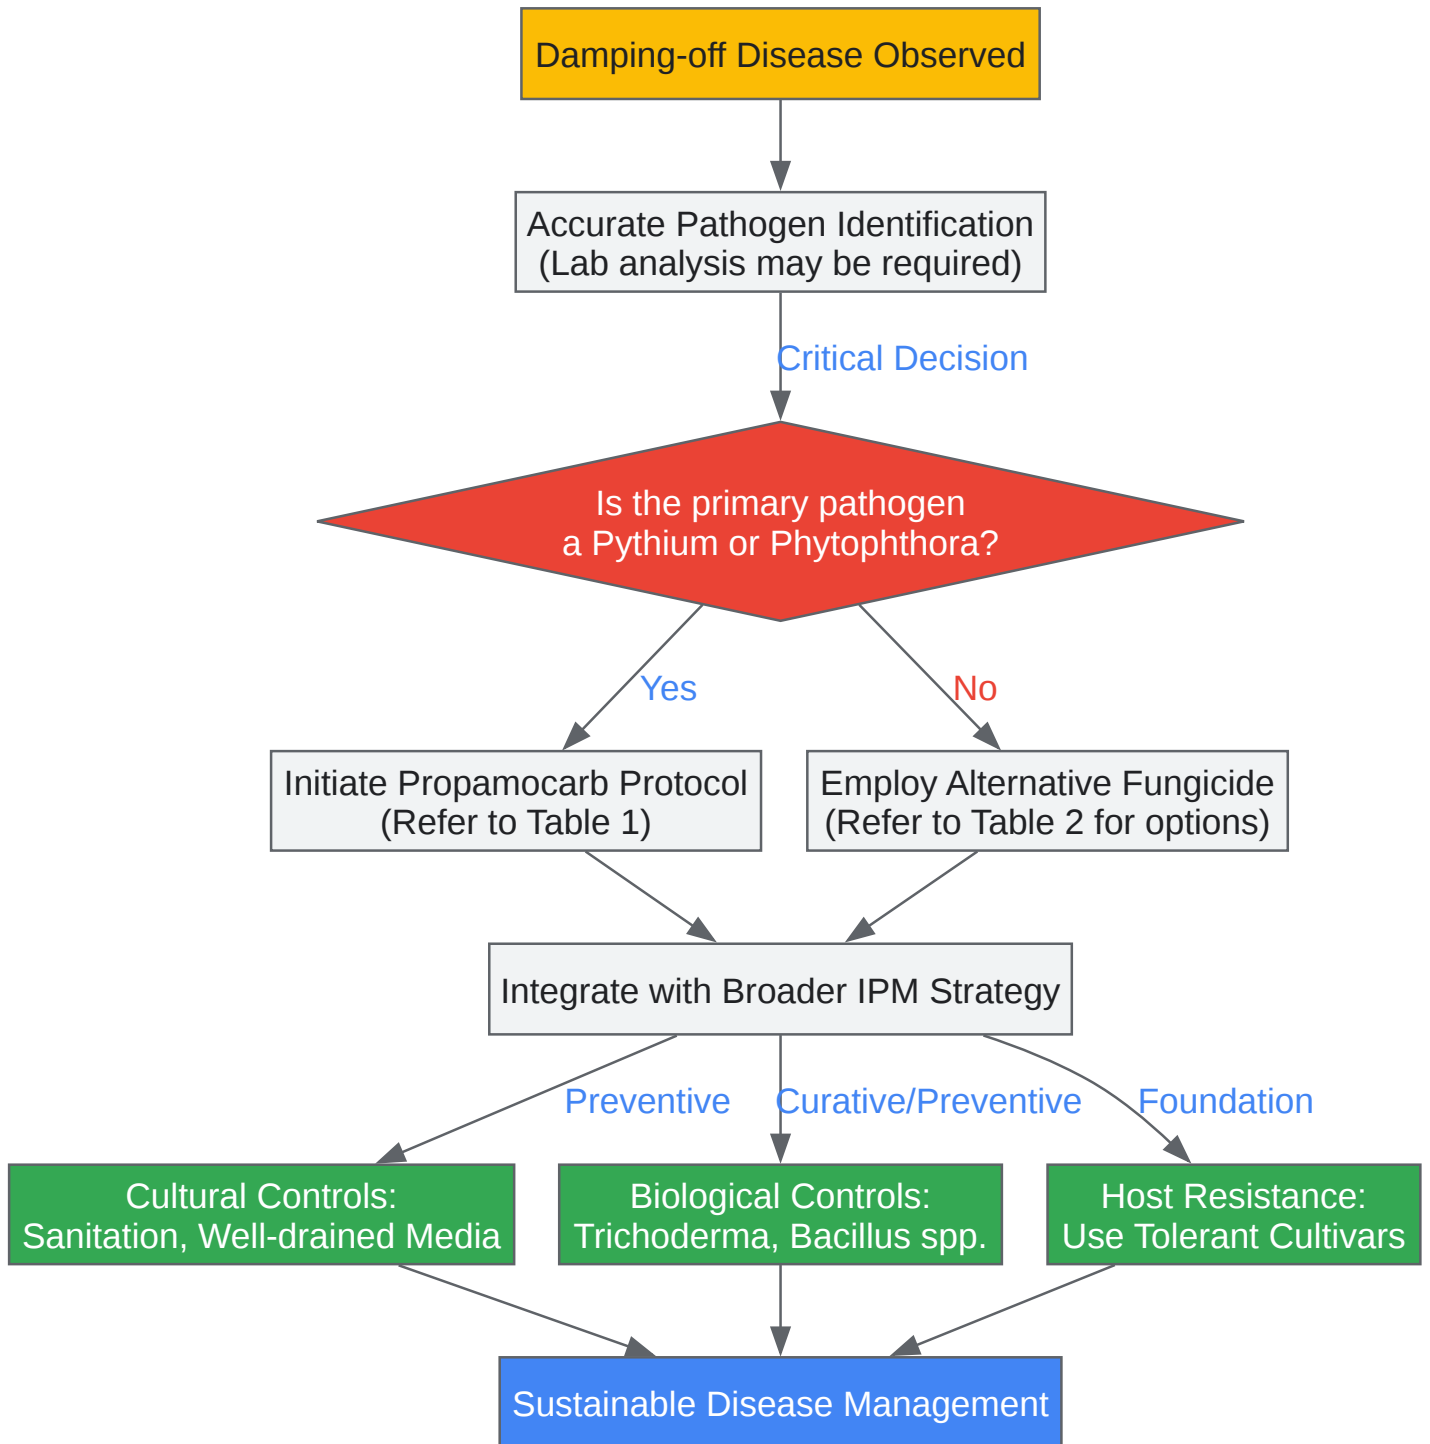 Damping-off Disease Observed
Accurate Pathogen Identification
(Lab analysis may be required)
Critical Decision
Is the primary pathogen
a Pythium or Phytophthora?
Yes
No
Initiate Propamocarb Protocol
(Refer to Table 1)
Employ Alternative Fungicide
(Refer to Table 2 for options)
Integrate with Broader IPM Strategy
Preventive
Curative/Preventive
Foundation
Cultural Controls:
Sanitation, Well-drained Media
Biological Controls:
Trichoderma, Bacillus spp.
Host Resistance:
Use Tolerant Cultivars
Sustainable Disease Management